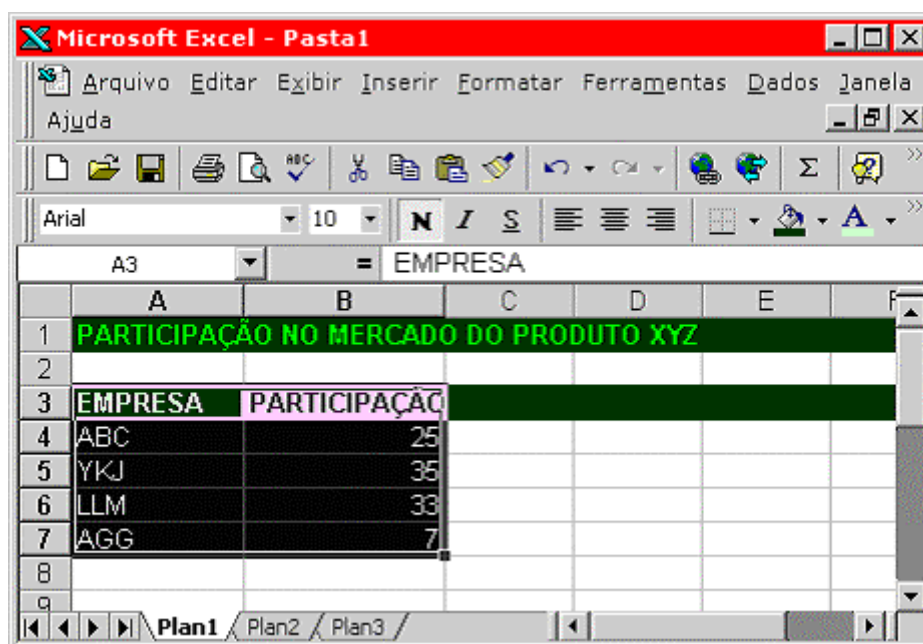 Microsoft Excel - Pasta1
Arquivo Editar Exibir Inserir Formatar Ferramentas Dados Janela
Ajuda
ABC Σ ?
Arial 10 N I S A
A3 = EMPRESA
A B C D E F
1 PARTICIPAÇÃO NO MERCADO DO PRODUTO XYZ
2
3 EMPRESA PARTICIPAÇÃO
4 ABC 25
5 YKJ 35
6 LLM 33
7 AGG 7
8
9
Plan1 Plan2 Plan3